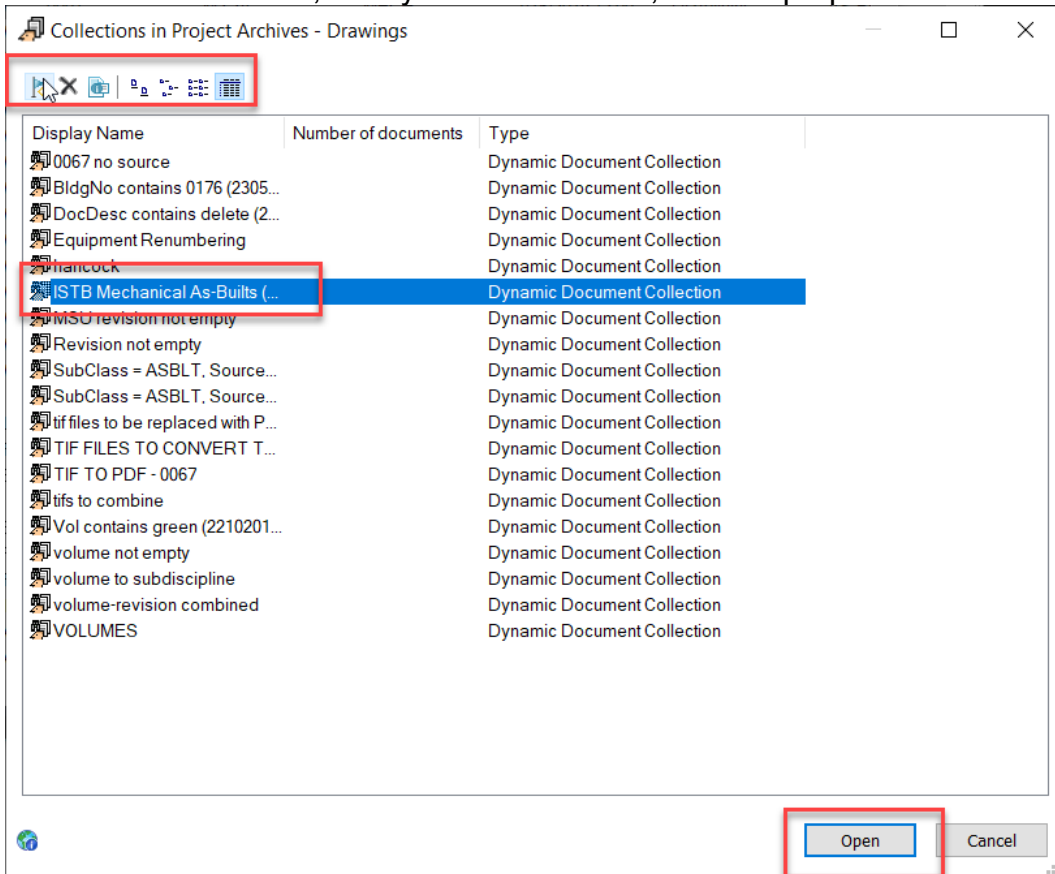 Collections in Project Archives - Drawings
Display Name Number of documents Type
0067 no source Dynamic Document Collection
BldgNo contains 0176 (2305... Dynamic Document Collection
DocDesc contains delete (2... Dynamic Document Collection
Equipment Renumbering Dynamic Document Collection
hancock Dynamic Document Collection
ISTB Mechanical As-Builts (... Dynamic Document Collection
MSU revision not empty Dynamic Document Collection
Revision not empty Dynamic Document Collection
SubClass = ASBLT, Source... Dynamic Document Collection
SubClass = ASBLT, Source... Dynamic Document Collection
tif files to be replaced with P... Dynamic Document Collection
TIF FILES TO CONVERT T... Dynamic Document Collection
TIF TO PDF - 0067 Dynamic Document Collection
tifs to combine Dynamic Document Collection
Vol contains green (2210201... Dynamic Document Collection
volume not empty Dynamic Document Collection
volume to subdiscipline Dynamic Document Collection
volume-revision combined Dynamic Document Collection
VOLUMES Dynamic Document Collection
Open Cancel